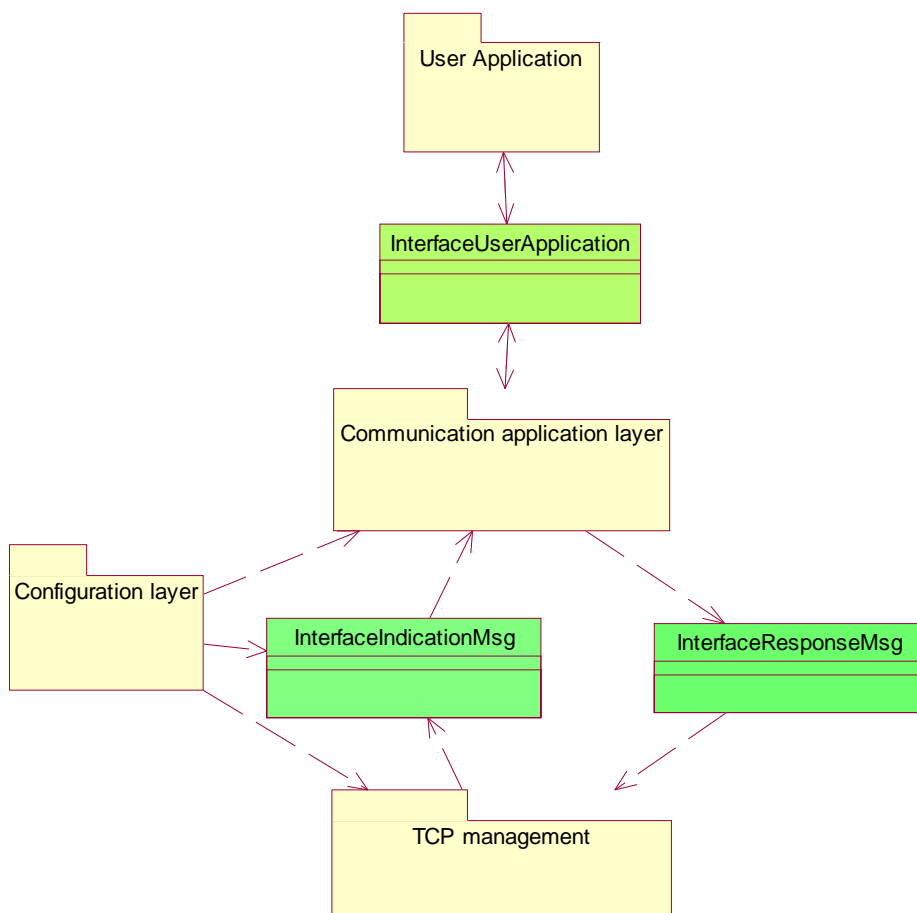 User Application
InterfaceUserApplication
Communication application layer
Configuration layer
InterfaceIndicationMsg
InterfaceResponseMsg
TCP management